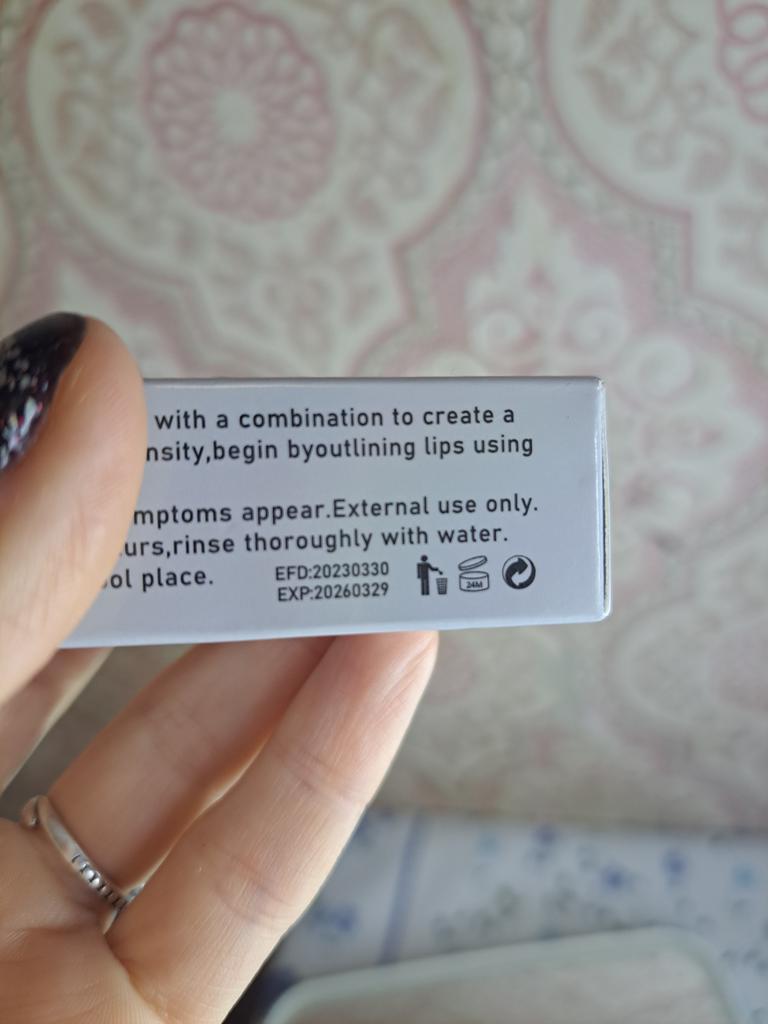 with a combination to create a
nsity,begin byoutlining lips using
mptoms appear.External use only.
urs,rinse thoroughly with water.
ol place.
EFD:20230330
EXP:20260329
24M